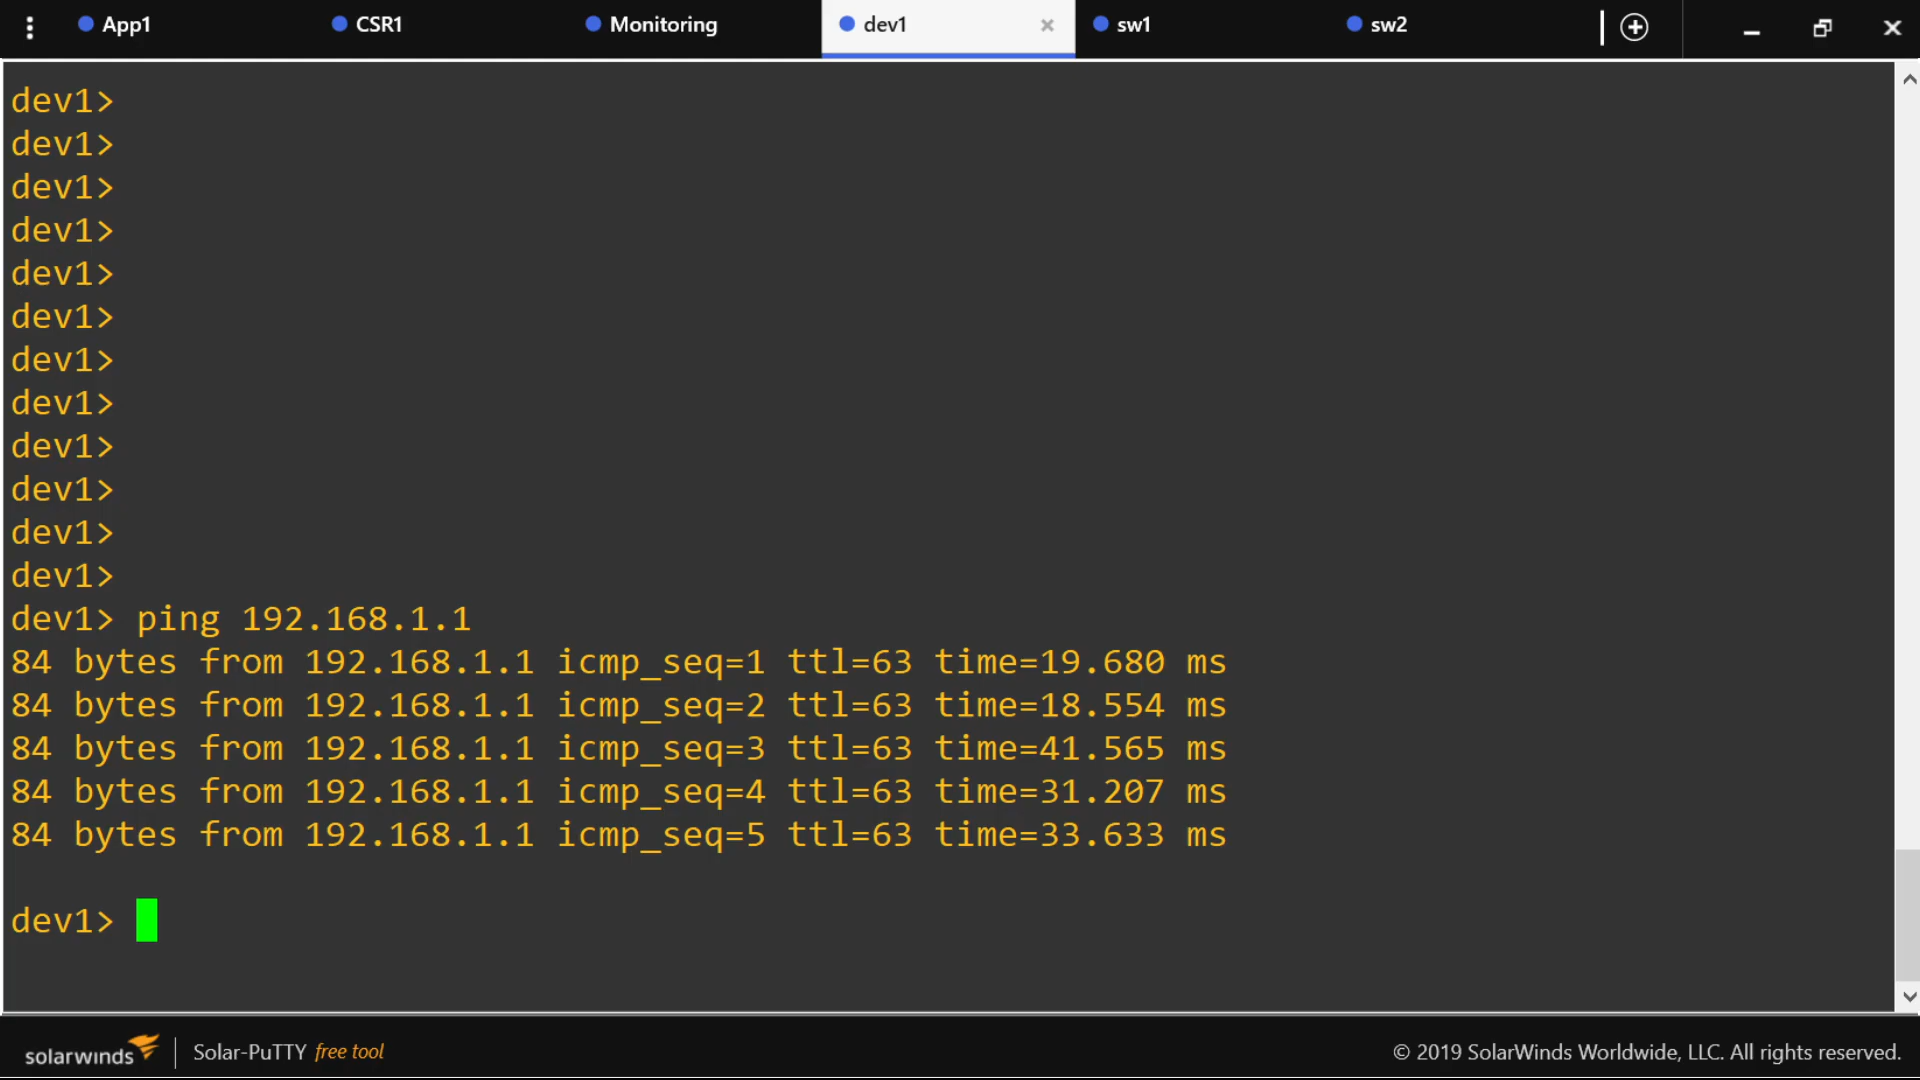 App1 CSR1 Monitoring dev1 × sw1 sw2
dev1>
dev1>
dev1>
dev1>
dev1>
dev1>
dev1>
dev1>
dev1>
dev1>
dev1>
dev1>
dev1> ping 192.168.1.1
84 bytes from 192.168.1.1 icmp_seq=1 ttl=63 time=19.680 ms
84 bytes from 192.168.1.1 icmp_seq=2 ttl=63 time=18.554 ms
84 bytes from 192.168.1.1 icmp_seq=3 ttl=63 time=41.565 ms
84 bytes from 192.168.1.1 icmp_seq=4 ttl=63 time=31.207 ms
84 bytes from 192.168.1.1 icmp_seq=5 ttl=63 time=33.633 ms
dev1>
solarwinds Solar-PuTTY free tool © 2019 SolarWinds Worldwide, LLC. All rights reserved.